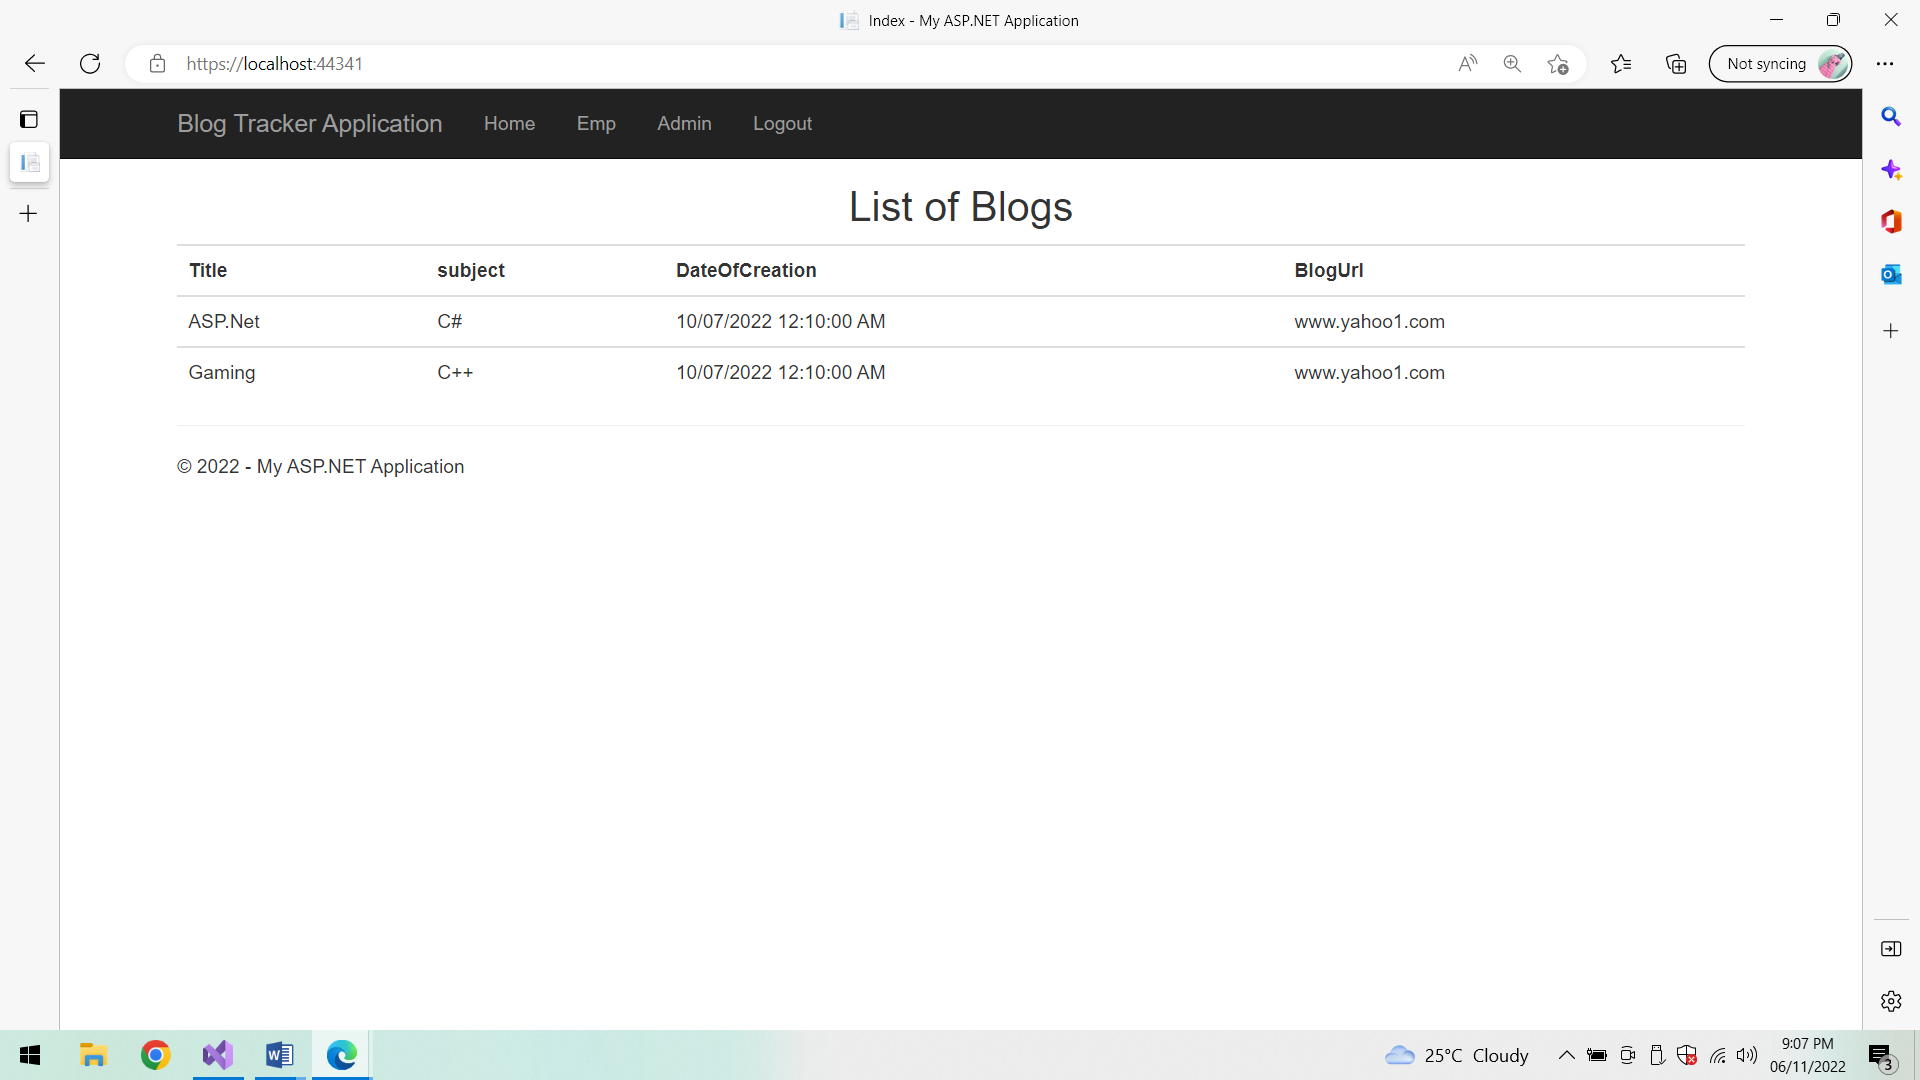 Index - My ASP.NET Application
https://localhost:44341
Not syncing
Blog Tracker Application Home Emp Admin Logout
List of Blogs
Title subject DateOfCreation BlogUrl
ASP.Net C# 10/07/2022 12:10:00 AM www.yahoo1.com
Gaming C++ 10/07/2022 12:10:00 AM www.yahoo1.com
© 2022 - My ASP.NET Application
25°C Cloudy
9:07 PM
06/11/2022
3